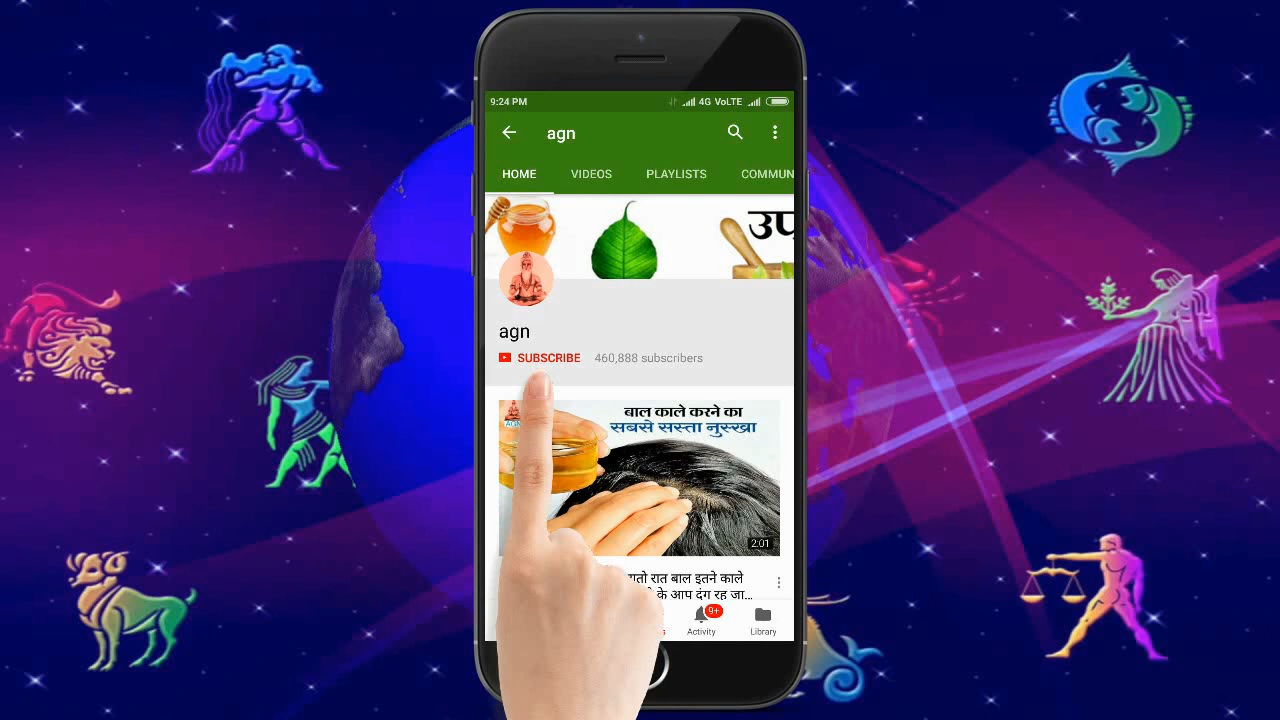 9:24 PM
4G VoLTE
agn
HOME
VIDEOS
PLAYLISTS
COMMUN
उप
agn
SUBSCRIBE
460,888 subscribers
बाल काले करने का
सबसे सस्ता नुस्खा
AGN
2:01
रात बाल इतने काले
के आप दंग रह जा...
9+
Activity
Library